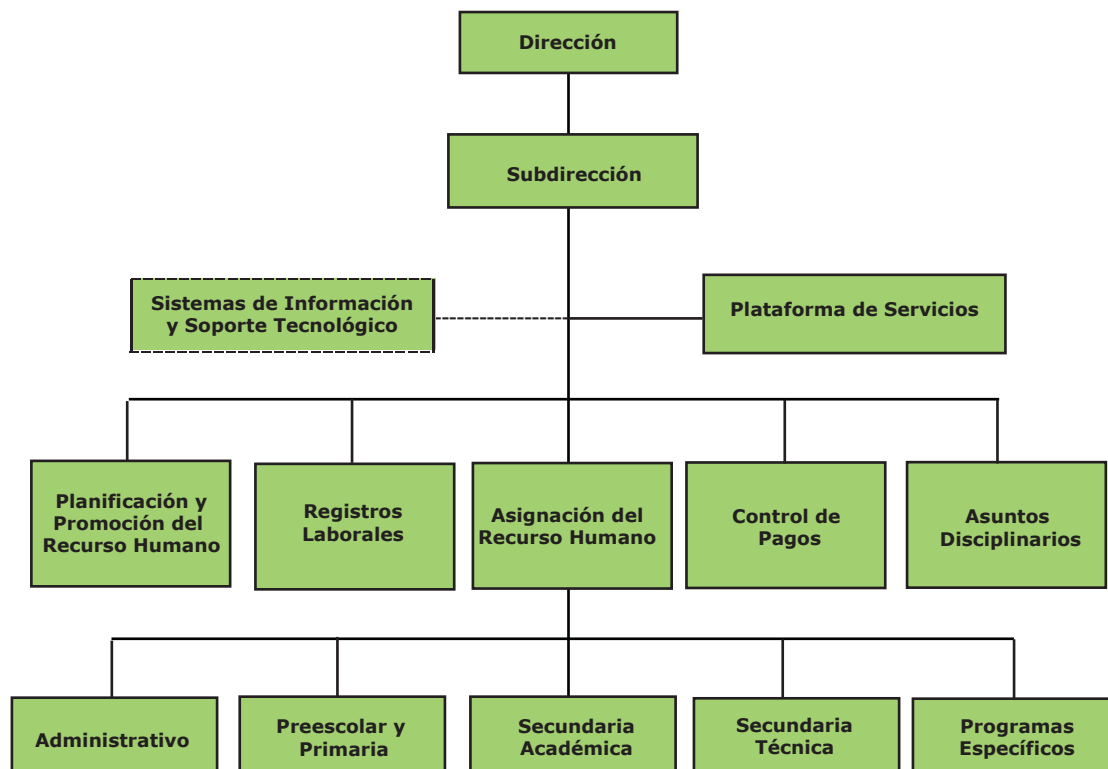 Dirección
Subdirección
Sistemas de Información
y Soporte Tecnológico
Plataforma de Servicios
Planificación y
Promoción del
Recurso Humano
Registros
Laborales
Asignación del
Recurso Humano
Control de
Pagos
Asuntos
Disciplinarios
Administrativo
Preescolar y
Primaria
Secundaria
Académica
Secundaria
Técnica
Programas
Específicos